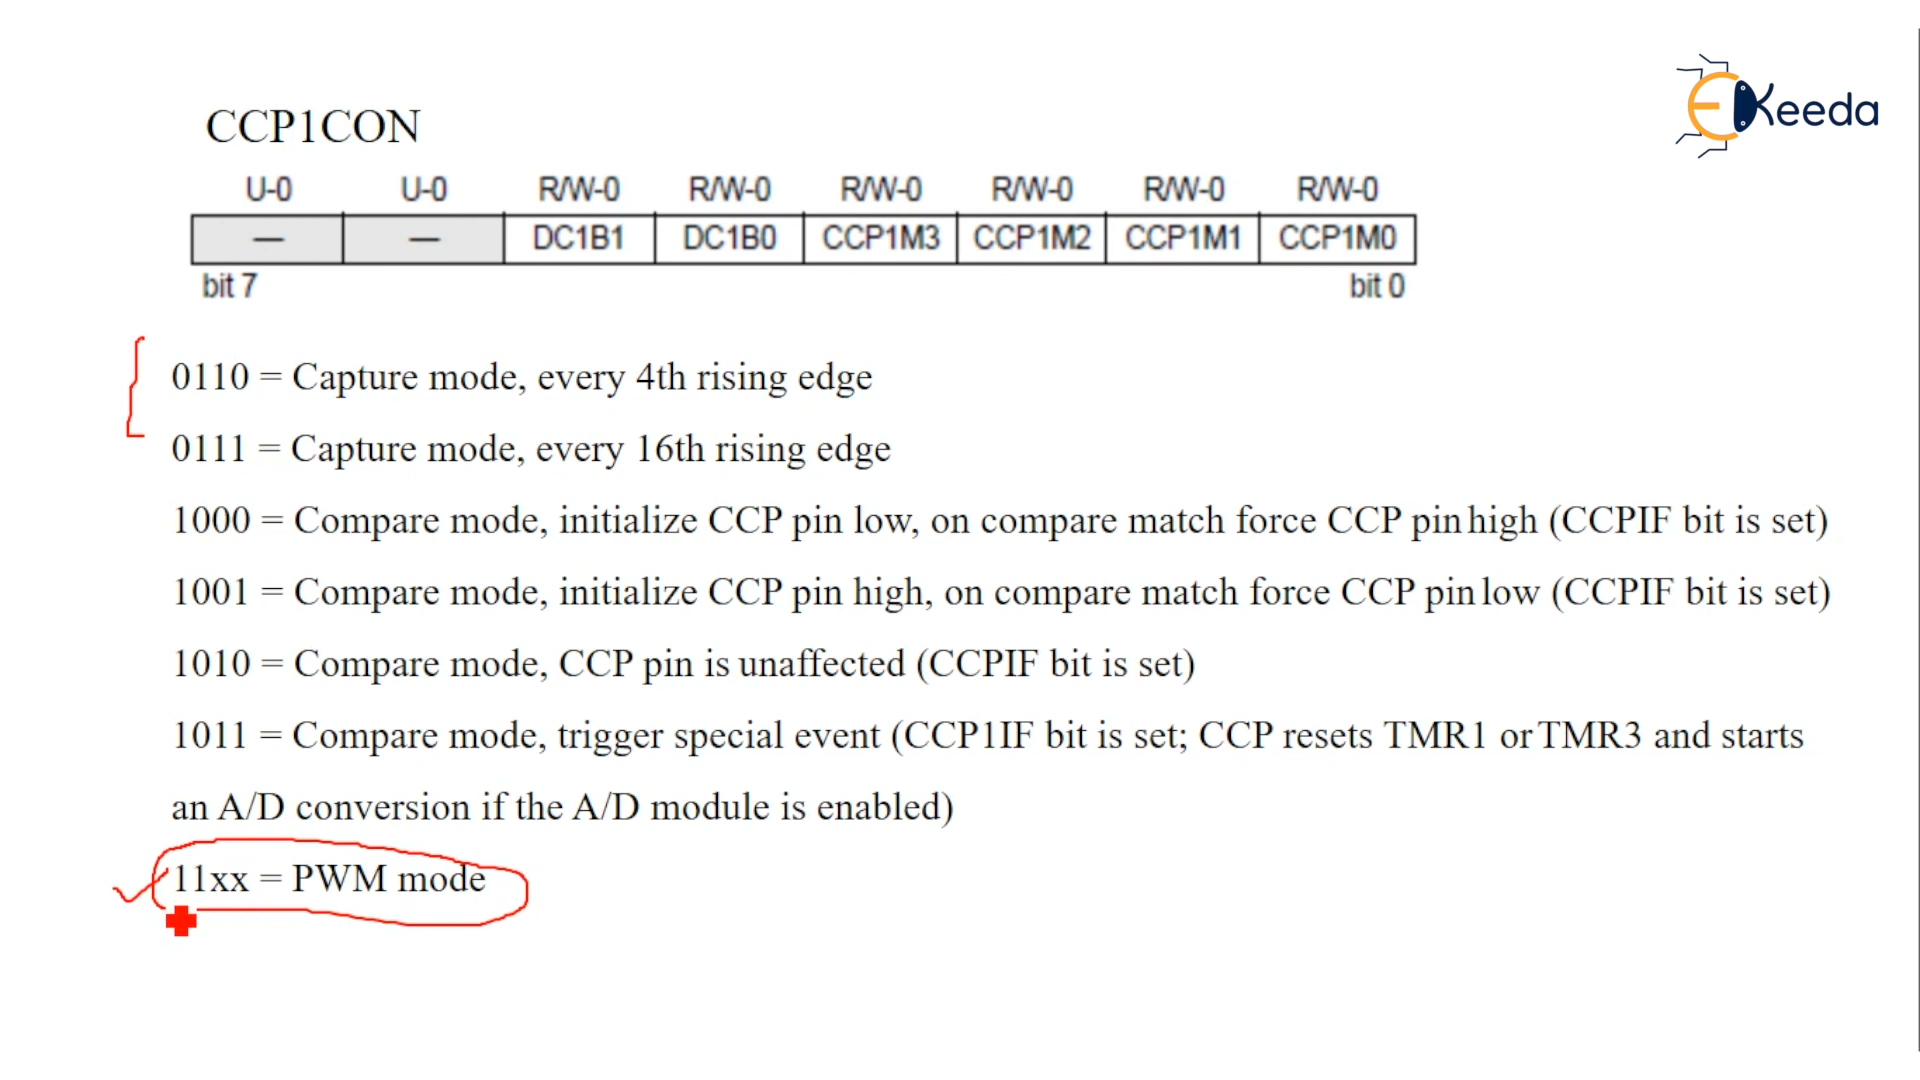 EKeeda
CCP1CON
U-0 U-0 R/W-0 R/W-0 R/W-0 R/W-0 R/W-0 R/W-0
— — DC1B1 DC1B0 CCP1M3 CCP1M2 CCP1M1 CCP1M0
bit 7 bit 0
0110 = Capture mode, every 4th rising edge
0111 = Capture mode, every 16th rising edge
1000 = Compare mode, initialize CCP pin low, on compare match force CCP pin high (CCPIF bit is set)
1001 = Compare mode, initialize CCP pin high, on compare match force CCP pin low (CCPIF bit is set)
1010 = Compare mode, CCP pin is unaffected (CCPIF bit is set)
1011 = Compare mode, trigger special event (CCP1IF bit is set; CCP resets TMR1 or TMR3 and starts
an A/D conversion if the A/D module is enabled)
11xx = PWM mode